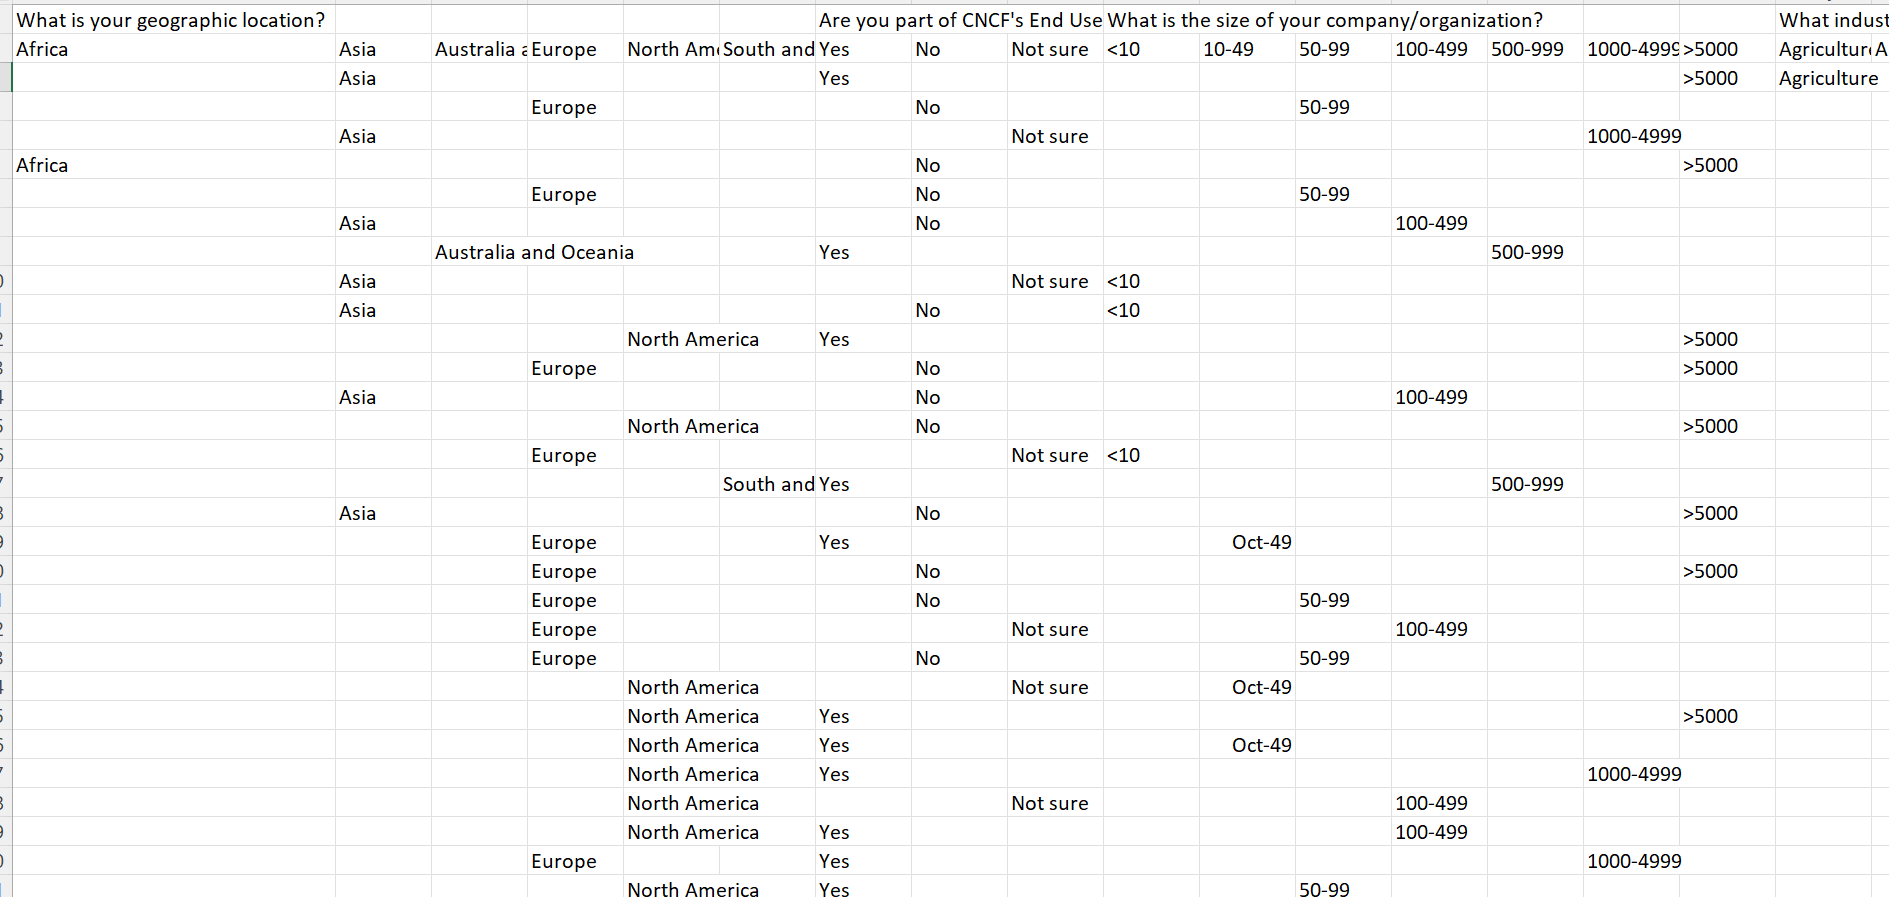 What is your geographic location? Are you part of CNCF's End Use What is the size of your company/organization? What indust
Africa Asia Australia a Europe North Am South and Yes No Not sure <10 10-49 50-99 100-499 500-999 1000-4999 >5000 Agriculture A
Asia Yes >5000 Agriculture
Europe No 50-99
Asia Not sure 1000-4999
Africa No >5000
Europe No 50-99
Asia No 100-499
Australia and Oceania Yes 500-999
Asia Not sure <10
Asia No <10
North America Yes >5000
Europe No >5000
Asia No 100-499
North America No >5000
Europe Not sure <10
South and Yes 500-999
Asia No >5000
Europe Yes Oct-49
Europe No >5000
Europe No 50-99
Europe Not sure 100-499
Europe No 50-99
North America Not sure Oct-49
North America Yes >5000
North America Yes Oct-49
North America Yes 1000-4999
North America Not sure 100-499
North America Yes 100-499
Europe Yes 1000-4999
North America Yes 50-99